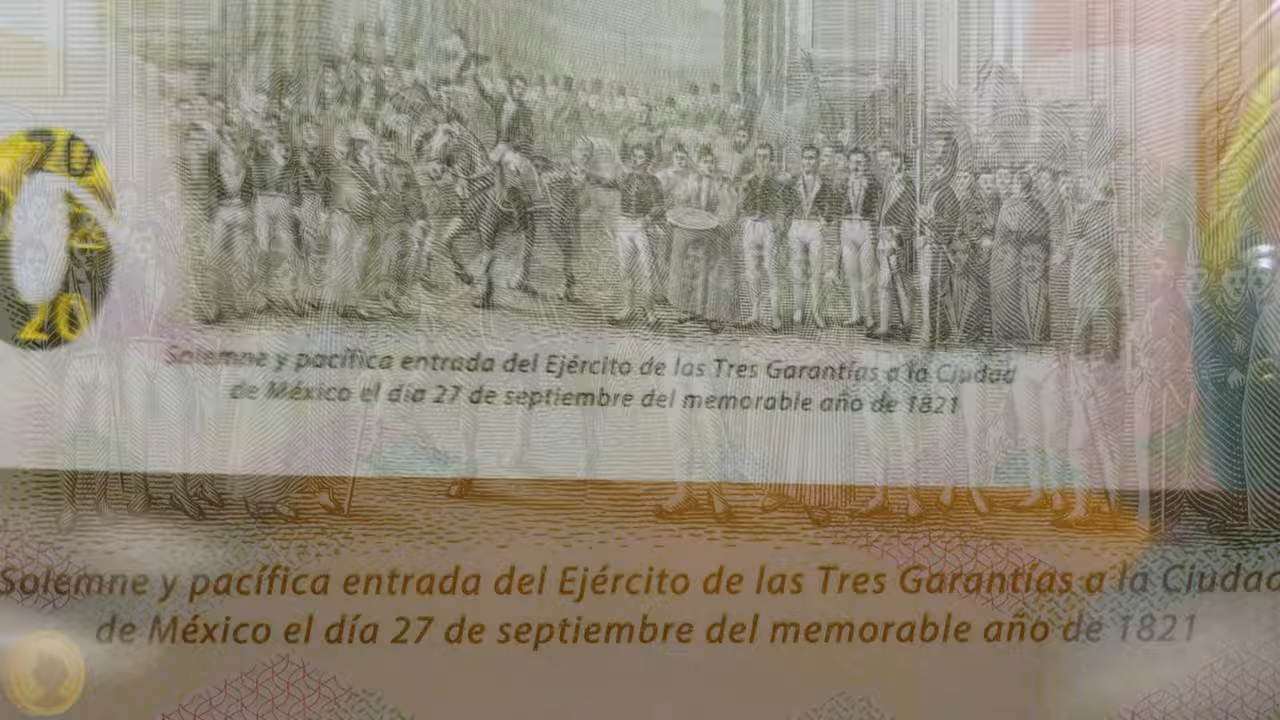 20
20
Solemne y pacífica entrada del Ejército de las Tres Garantías a la Ciudad
de México el día 27 de septiembre del memorable año de 1821
Solemne y pacífica entrada del Ejército de las Tres Garantías a la Ciudad
de México el día 27 de septiembre del memorable año de 1821